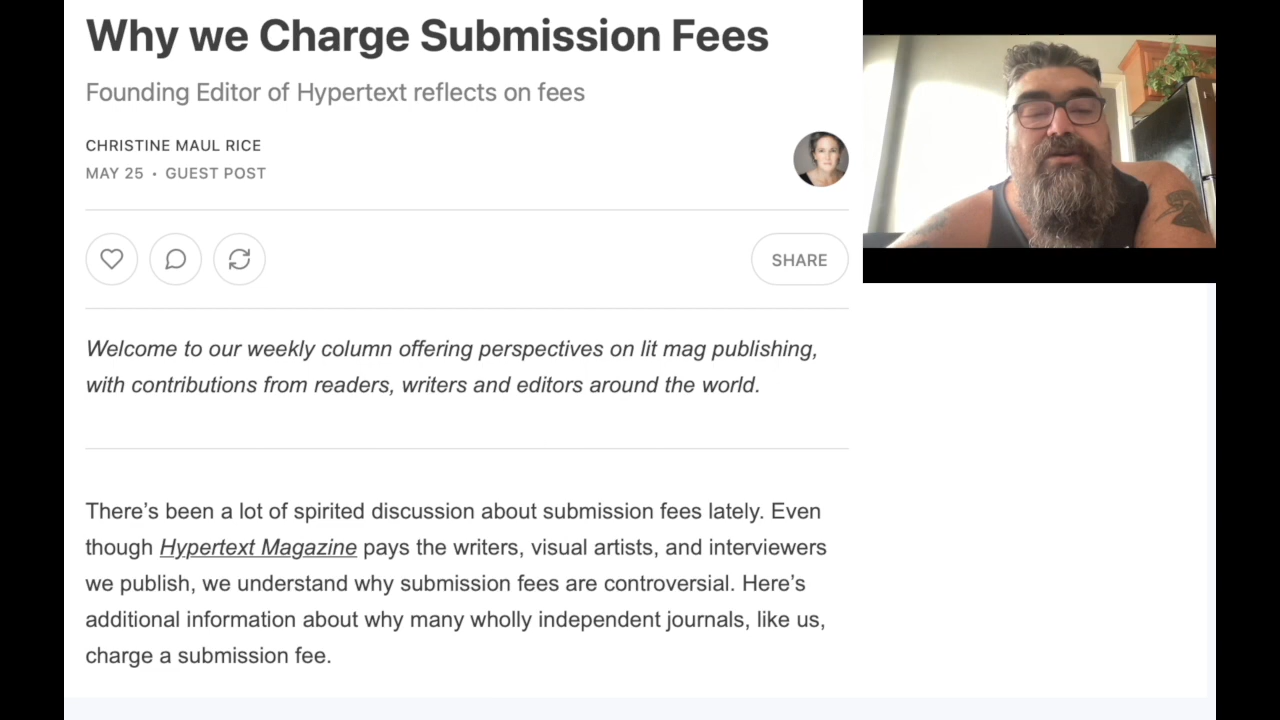 Why we Charge Submission Fees
Founding Editor of Hypertext reflects on fees
CHRISTINE MAUL RICE
MAY 25 • GUEST POST
SHARE
Welcome to our weekly column offering perspectives on lit mag publishing,
with contributions from readers, writers and editors around the world.
There’s been a lot of spirited discussion about submission fees lately. Even
though Hypertext Magazine pays the writers, visual artists, and interviewers
we publish, we understand why submission fees are controversial. Here’s
additional information about why many wholly independent journals, like us,
charge a submission fee.